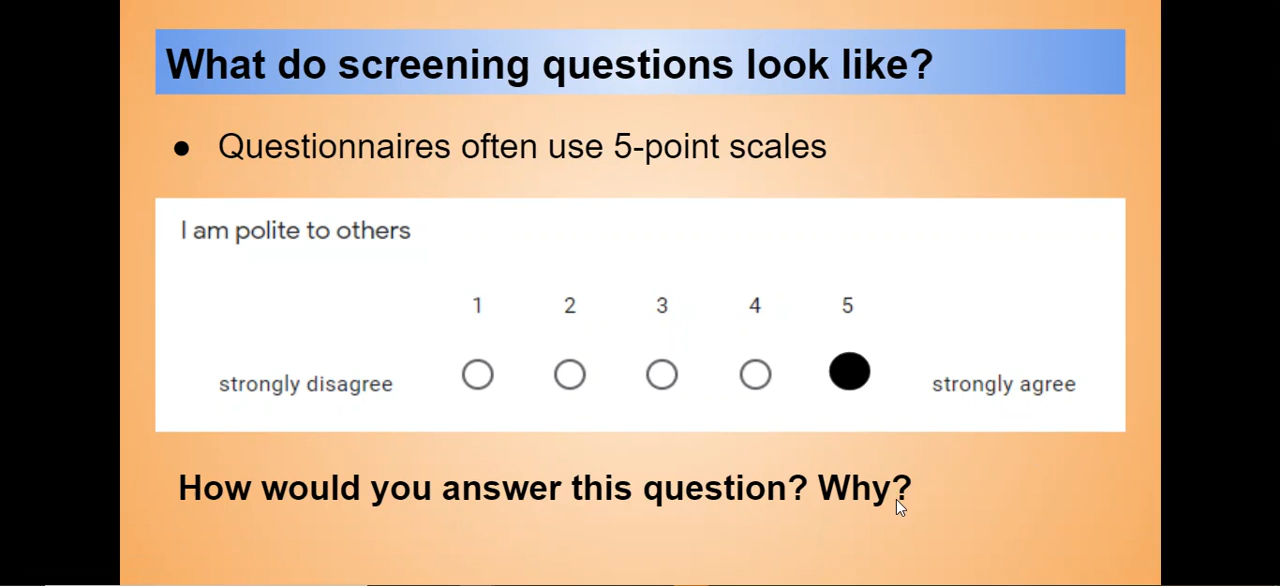 What do screening questions look like?
● Questionnaires often use 5-point scales
I am polite to others
1 2 3 4 5
strongly disagree strongly agree
How would you answer this question? Why?